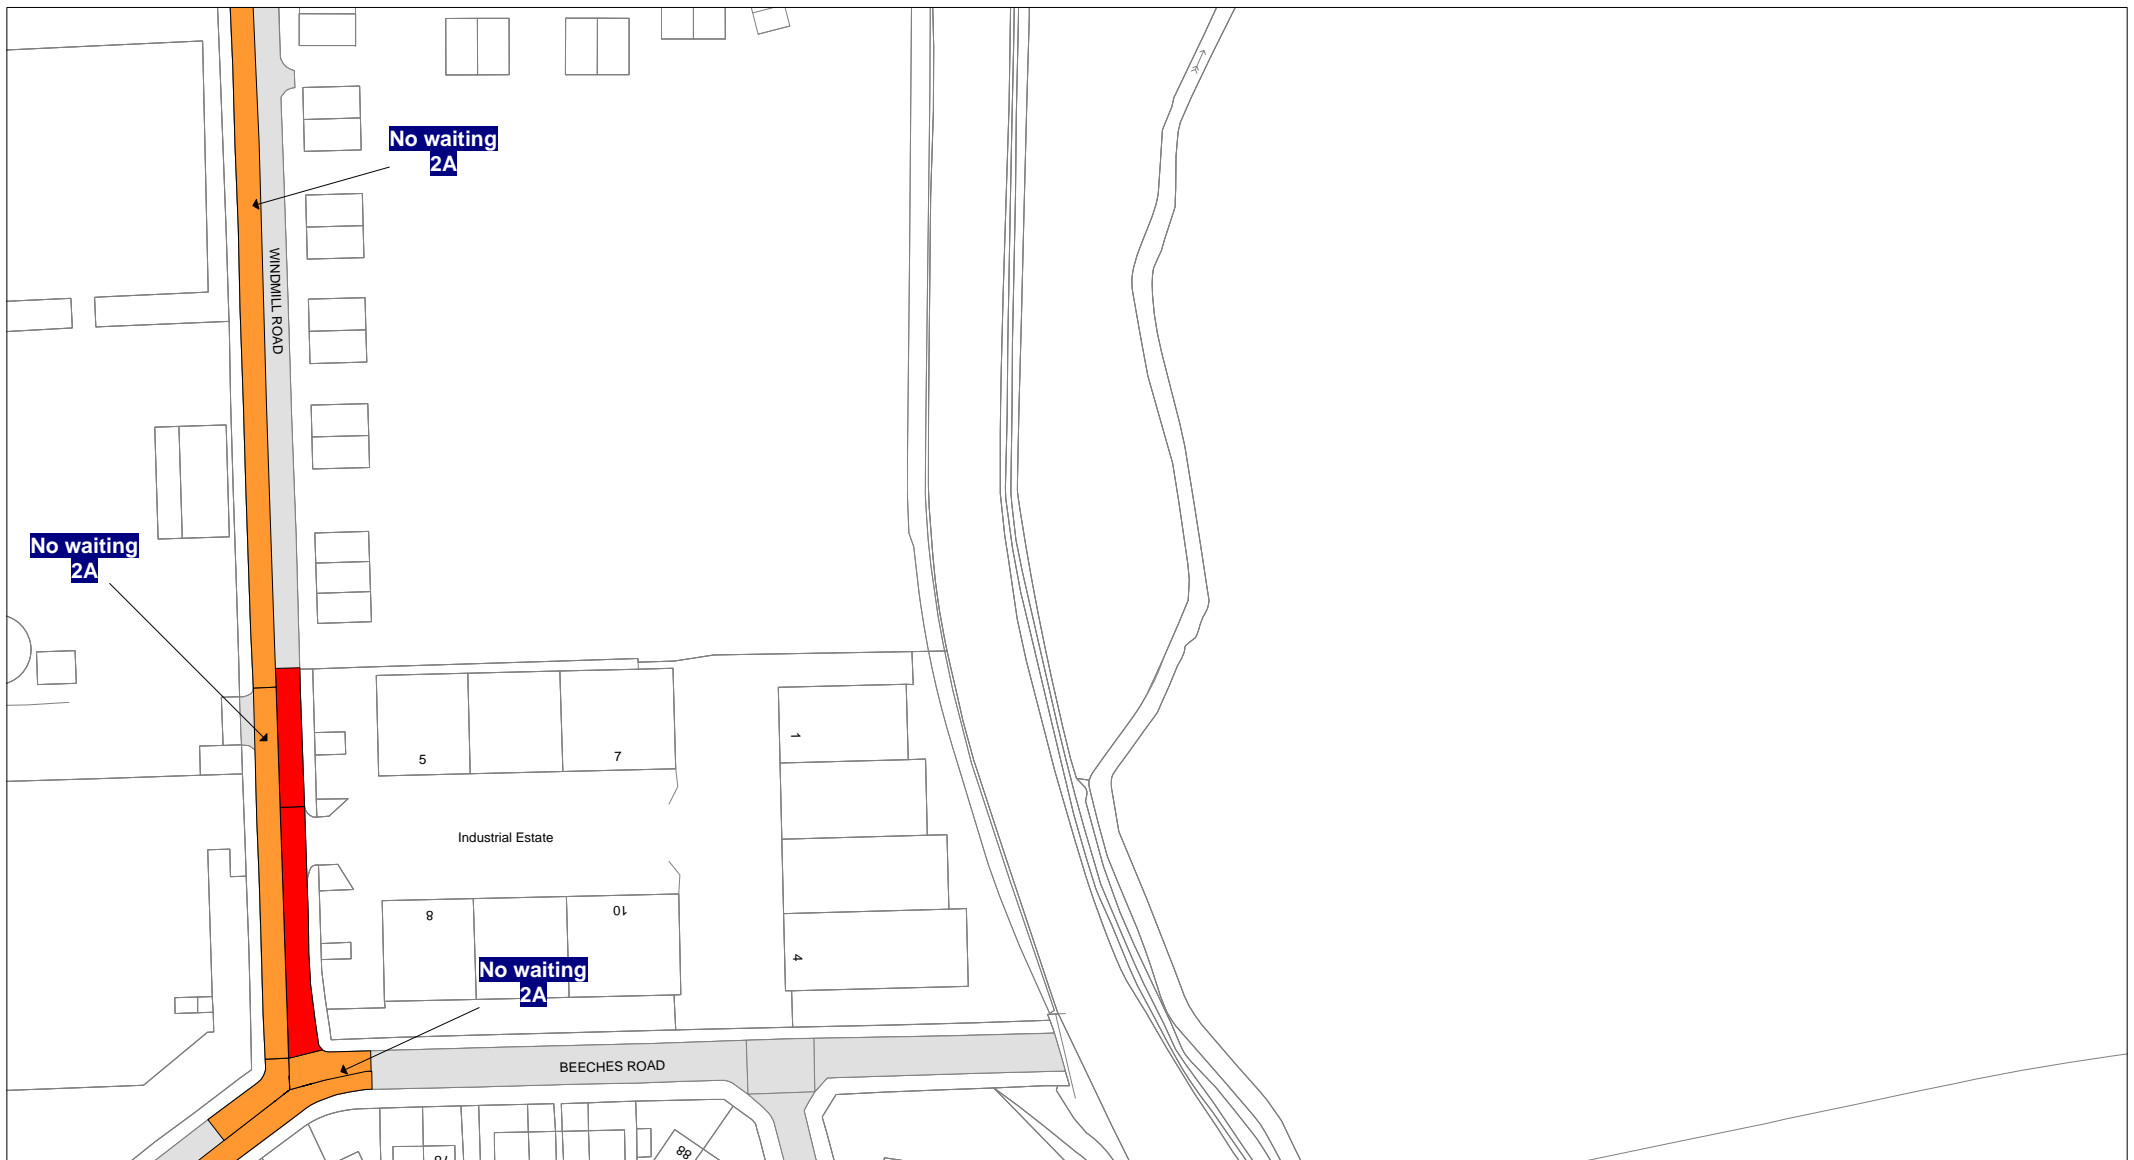 No waiting
2A
WINDMILL ROAD
No waiting
2A
5
7
1
Industrial Estate
8
10
4
No waiting
2A
BEECHES ROAD
88